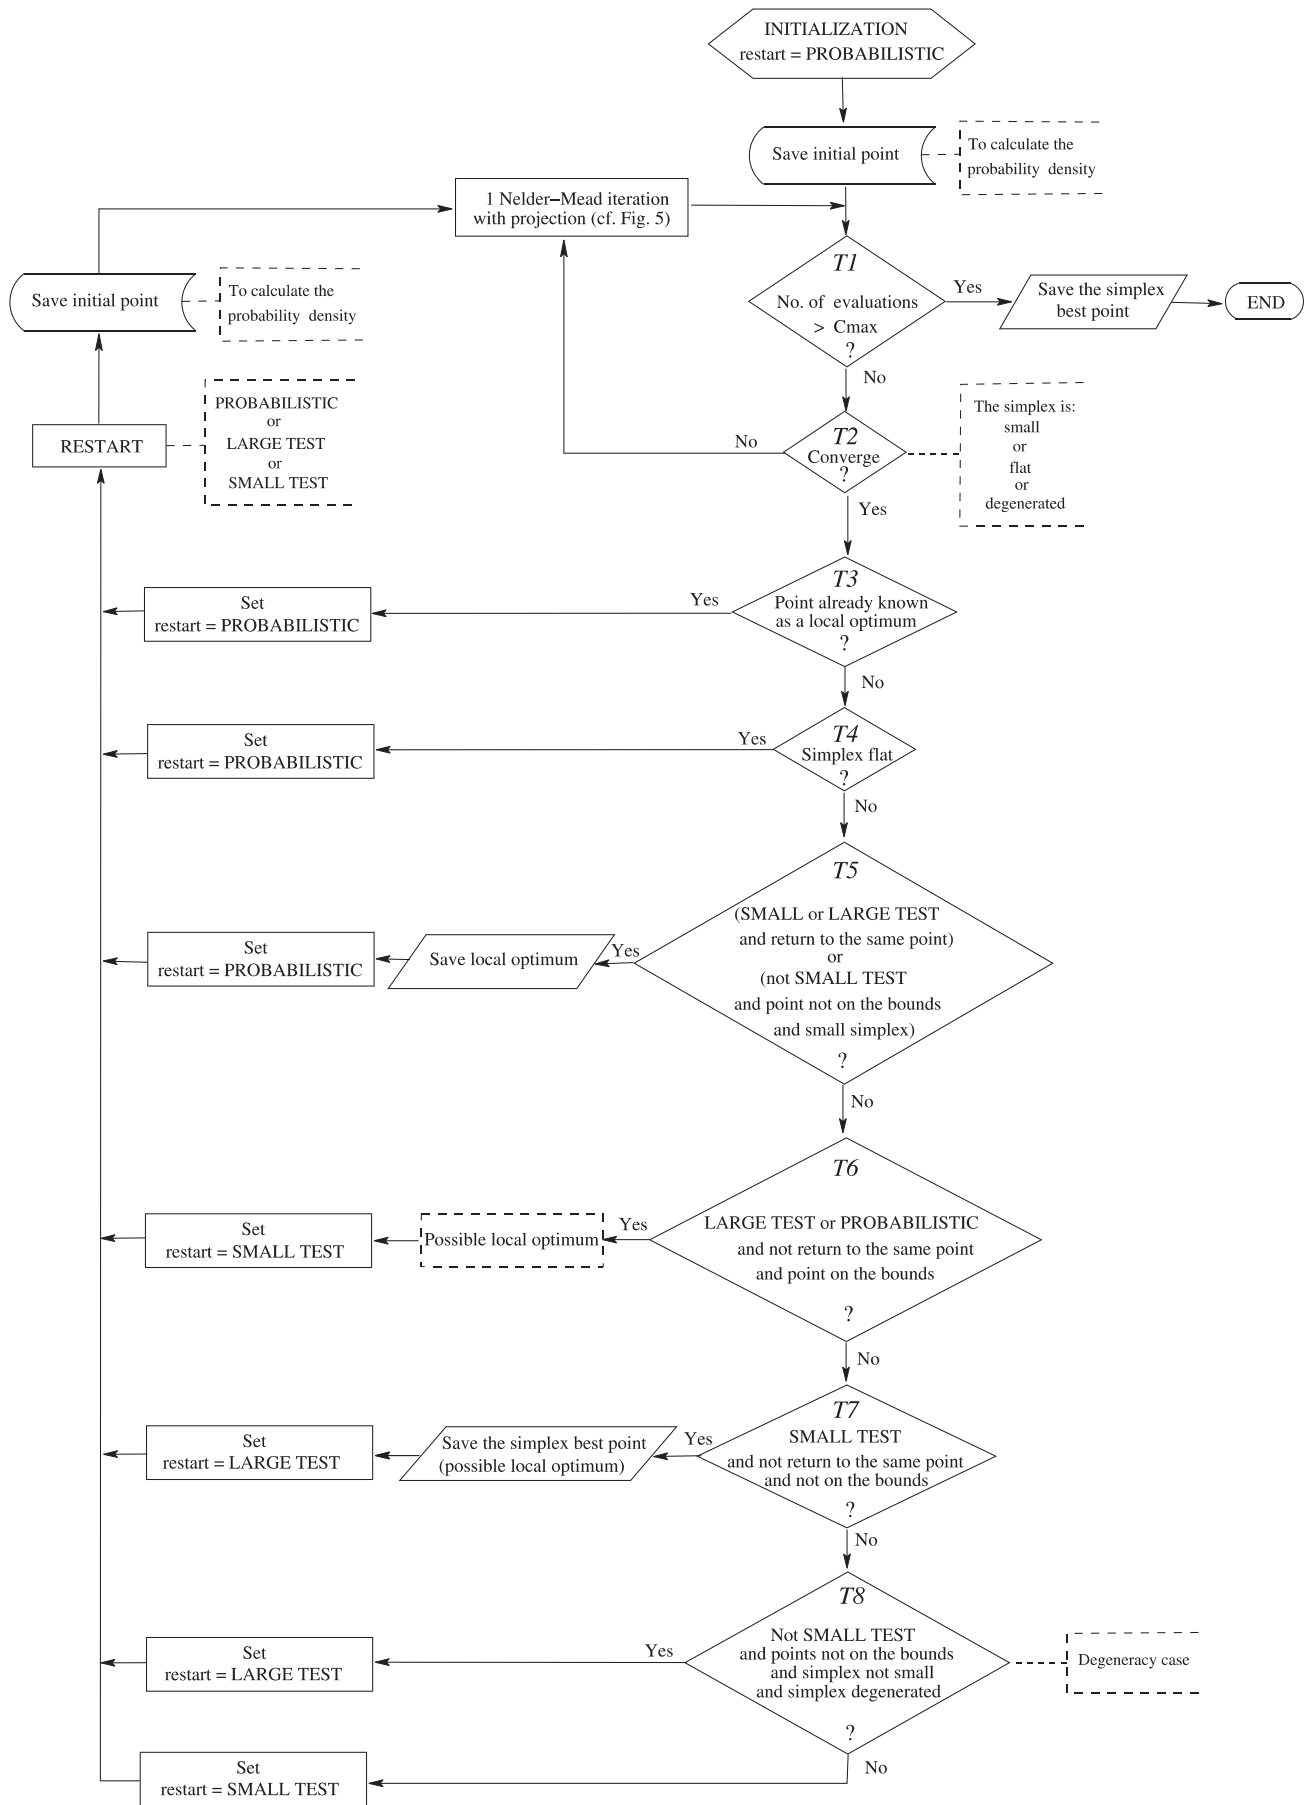 INITIALIZATION
restart = PROBABILISTIC
Save initial point
To calculate the
probability density
1 Nelder–Mead iteration
with projection (cf. Fig. 5)
T1
No. of evaluations
> Cmax
?
Yes
Save the simplex
best point
END
No
Save initial point
To calculate the
probability density
RESTART
PROBABILISTIC
or
LARGE TEST
or
SMALL TEST
T2
Converge
?
No
The simplex is:
small
or
flat
or
degenerated
Yes
T3
Point already known
as a local optimum
?
Yes
Set
restart = PROBABILISTIC
No
T4
Simplex flat
?
Yes
Set
restart = PROBABILISTIC
No
T5
(SMALL or LARGE TEST
and return to the same point)
or
(not SMALL TEST
and point not on the bounds
and small simplex)
?
Yes
Save local optimum
Set
restart = PROBABILISTIC
No
T6
LARGE TEST or PROBABILISTIC
and not return to the same point
and point on the bounds
?
Yes
Possible local optimum
Set
restart = SMALL TEST
No
T7
SMALL TEST
and not return to the same point
and not on the bounds
?
Yes
Save the simplex best point
(possible local optimum)
Set
restart = LARGE TEST
No
T8
Not SMALL TEST
and points not on the bounds
and simplex not small
and simplex degenerated
?
Degeneracy case
Yes
Set
restart = LARGE TEST
No
Set
restart = SMALL TEST